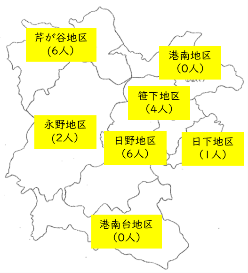 芹が谷地区
(6人)
港南地区
(0人)
笹下地区
(4人)
永野地区
(2人)
日野地区
(6人)
日下地区
(1人)
港南台地区
(0人)